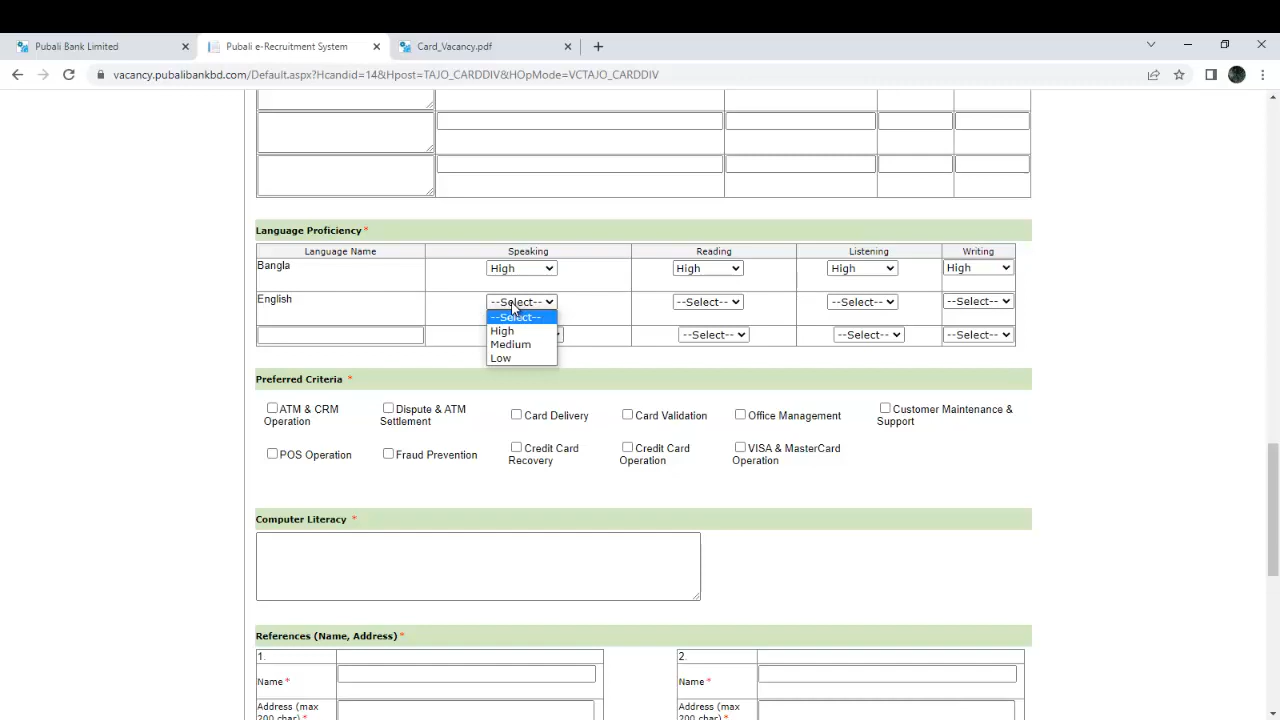 Pubali Bank Limited
Pubali e-Recruitment System
Card_Vacancy.pdf
vacancy.pubalibankbd.com/Default.aspx?Hcandid=14&Hpost=TAJO_CARDDIV&HOpMode=VCTAJO_CARDDIV
Language Proficiency*
Language Name Speaking Reading Listening Writing
Bangla High High High High
English --Select-- --Select-- --Select-- --Select--
--Select--
High
--Select-- --Select-- --Select--
Medium
Low
Preferred Criteria *
ATM & CRM Operation
Dispute & ATM Settlement
Card Delivery
Card Validation
Office Management
Customer Maintenance & Support
POS Operation
Fraud Prevention
Credit Card Recovery
Credit Card Operation
VISA & MasterCard Operation
Computer Literacy *
References (Name, Address)*
1. 2.
Name * Name *
Address (max Address (max
200 char) * 200 char) *